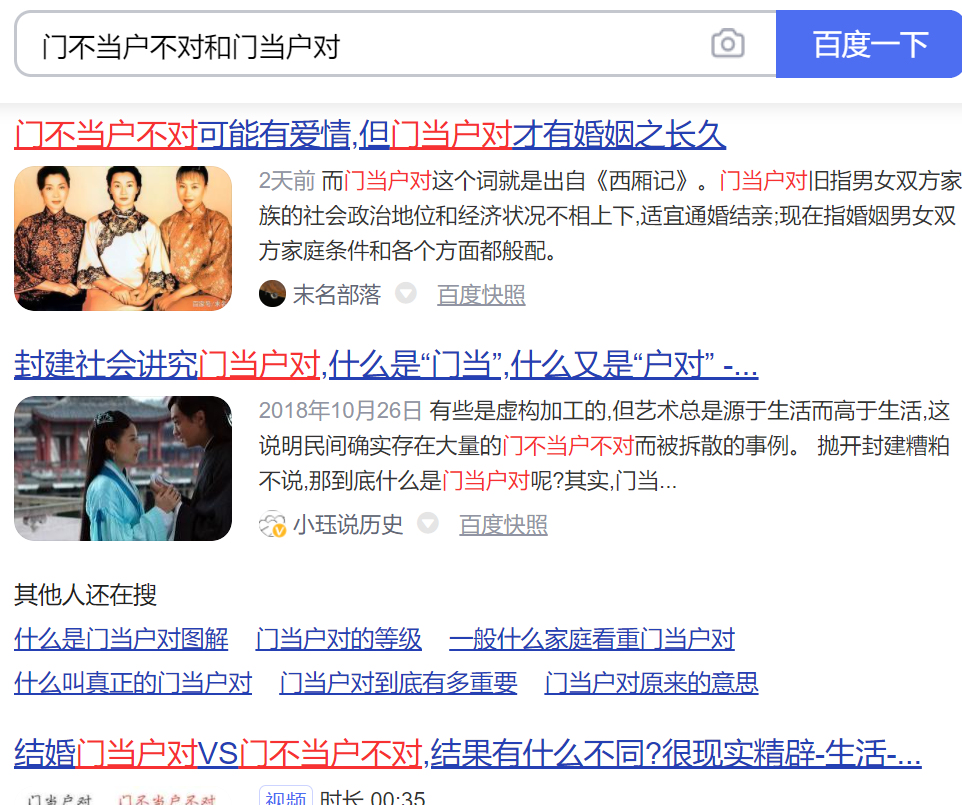 门不当户不对和门当户对
百度一下
门不当户不对可能有爱情,但门当户对才有婚姻之长久
2天前 而门当户对这个词就是出自《西厢记》。门当户对旧指男女双方家
族的社会政治地位和经济状况不相上下,适宜通婚结亲;现在指婚姻男女双
方家庭条件和各个方面都般配。
末名部落 百度快照
封建社会讲究门当户对,什么是“门当”,什么又是“户对” -...
2018年10月26日 有些是虚构加工的,但艺术总是源于生活而高于生活,这
说明民间确实存在大量的门不当户不对而被拆散的事例。 抛开封建糟粕
不说,那到底什么是门当户对呢?其实,门当...
小珏说历史 百度快照
其他人还在搜
什么是门当户对图解 门当户对的等级 一般什么家庭看重门当户对
什么叫真正的门当户对 门当户对到底有多重要 门当户对原来的意思
结婚门当户对VS门不当户不对,结果有什么不同?很现实精辟-生活-...
门当户对 门不当户不对
视频 时长 00:35